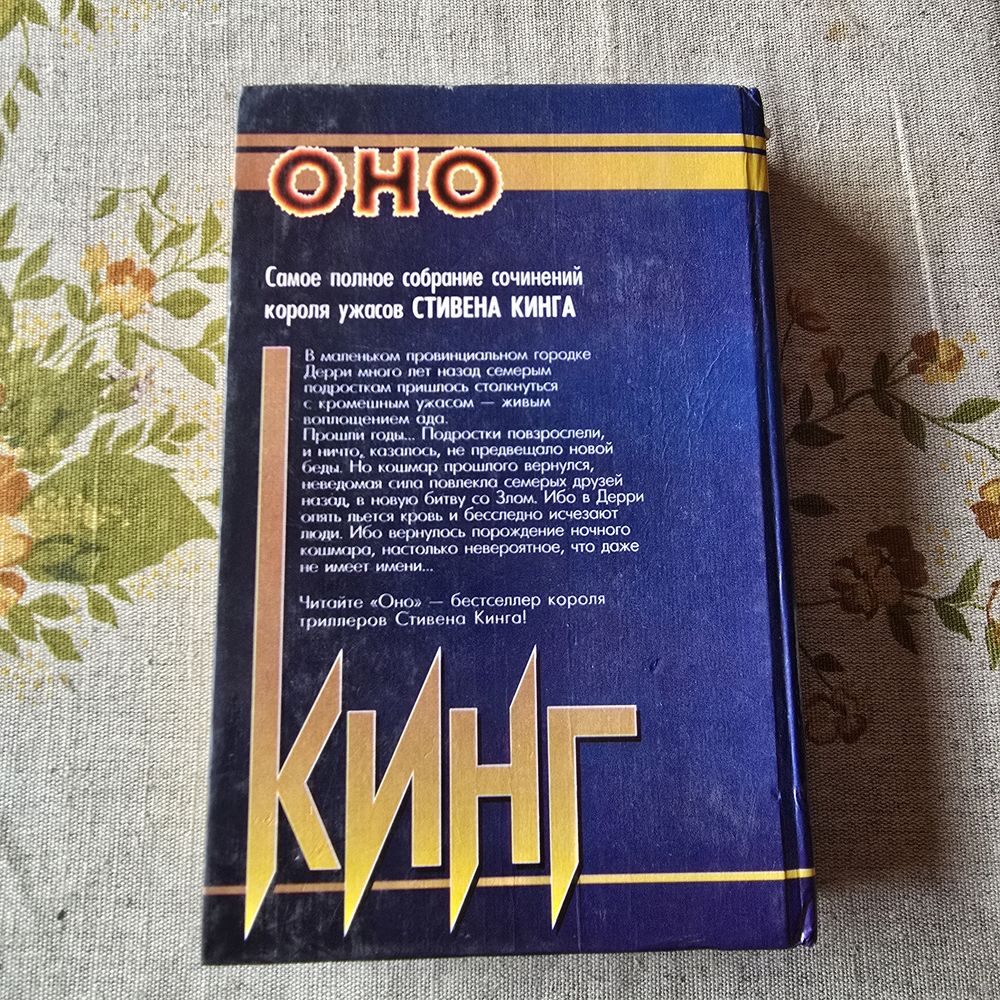 ОНО
Самое полное собрание сочинений
короля ужасов СТИВЕНА КИНГА
В маленьком провинциальном городке
Дерри много лет назад семерым
подросткам пришлось столкнуться
с кромешным ужасом — живым
воплощением ада.
Прошли годы... Подростки повзрослели,
и ничто, казалось, не предвещало новой
беды. Но кошмар прошлого вернулся,
неведомая сила повлекла семерых друзей
назад, в новую битву со Злом. Ибо в Дерри
опять льется кровь и бесследно исчезают
люди. Ибо вернулось порождение ночного
кошмара, настолько невероятное, что даже
не имеет имени...
Читайте «Оно» — бестселлер короля
триллеров Стивена Кинга!
КИНГ